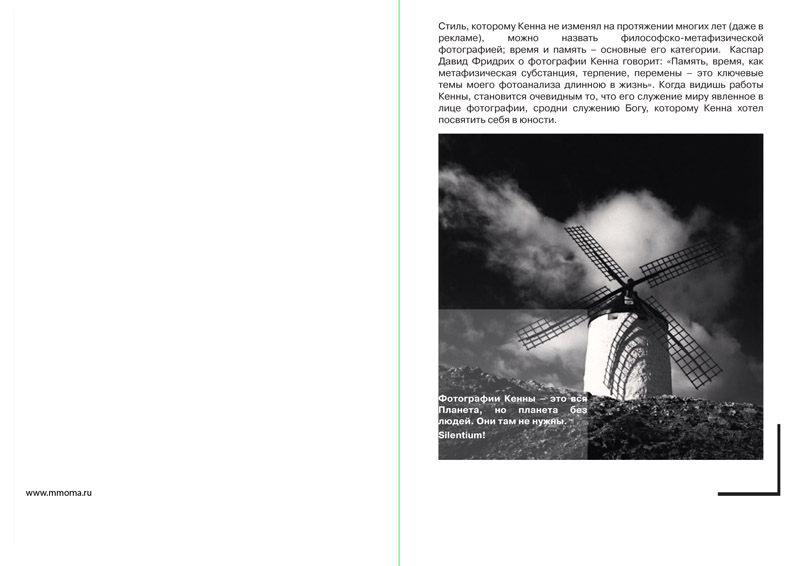 Стиль, которому Кенна не изменял на протяжении многих лет (даже в
рекламе), можно назвать философско-метафизической
фотографией; время и память – основные его категории. Каспар
Давид Фридрих о фотографии Кенна говорит: «Память, время, как
метафизическая субстанция, терпение, перемены – это ключевые
темы моего фотоанализа длинною в жизнь». Когда видишь работы
Кенны, становится очевидным то, что его служение миру явленное в
лице фотографии, сродни служению Богу, которому Кенна хотел
посвятить себя в юности.
Фотографии Кенны – это вся
Планета, но планета без
людей. Они там не нужны.
Silentium!
www.mmoma.ru